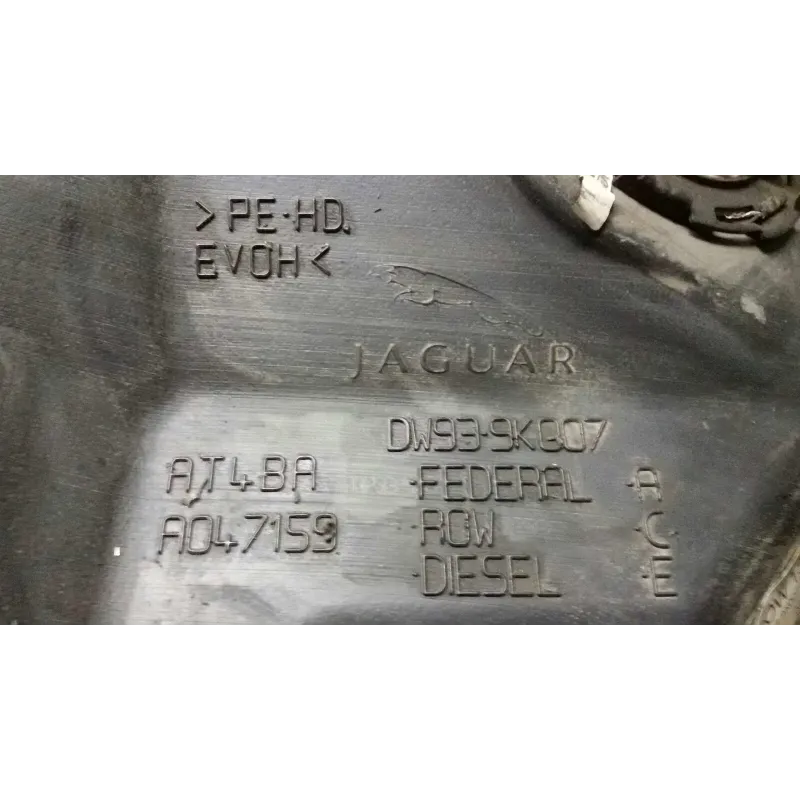 >PE-HD.
EVOH<
JAGUAR
DW93-9K007
AT4BA
A047159
-FEDERAL -A
-ROW -C
-DIESEL -E